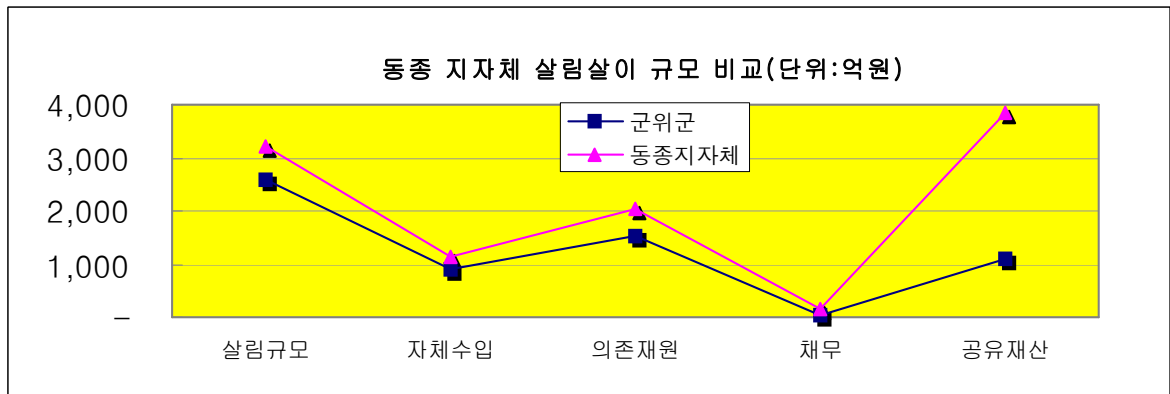 동종 지자체 살림살이 규모 비교(단위:억원)
4,000
3,000
2,000
1,000
–
군위군
동종지자체
살림규모 자체수입 의존재원 채무 공유재산